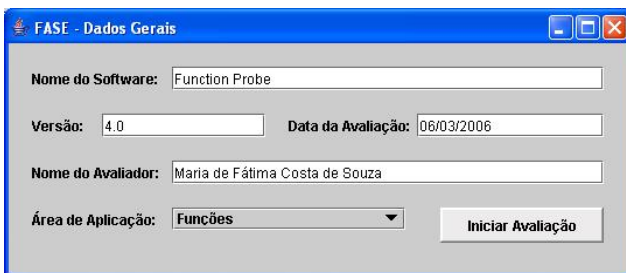 FASE - Dados Gerais
Nome do Software: Function Probe
Versão: 4.0 Data da Avaliação: 06/03/2006
Nome do Avaliador: Maria de Fátima Costa de Souza
Área de Aplicação: Funções Iniciar Avaliação